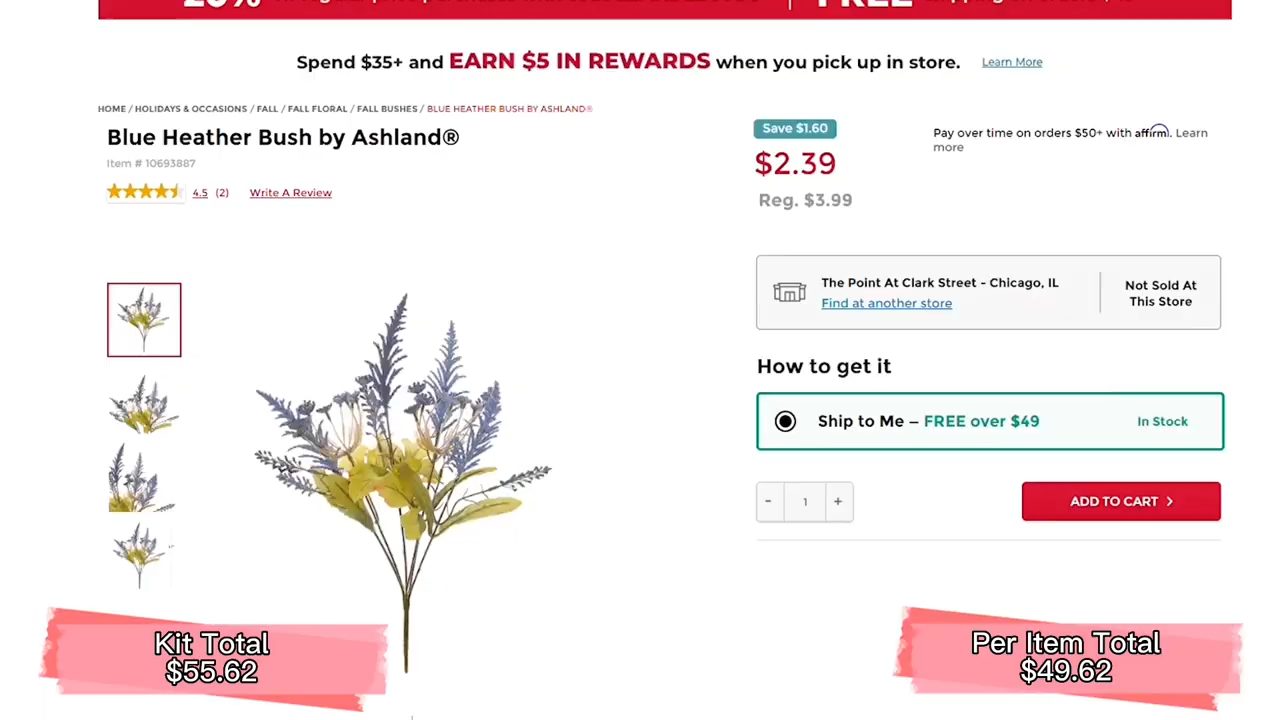 FREE
Spend $35+ and EARN $5 IN REWARDS when you pick up in store. Learn More
HOME / HOLIDAYS & OCCASIONS / FALL / FALL FLORAL / FALL BUSHES / BLUE HEATHER BUSH BY ASHLAND®
Blue Heather Bush by Ashland®
Item # 10693887
4.5 (2) Write A Review
Save $1.60
$2.39
Reg. $3.99
Pay over time on orders $50+ with affirm. Learn
more
The Point At Clark Street - Chicago, IL
Find at another store
Not Sold At
This Store
How to get it
Ship to Me – FREE over $49 In Stock
- 1 +
ADD TO CART >
Kit Total
$55.62
Per Item Total
$49.62